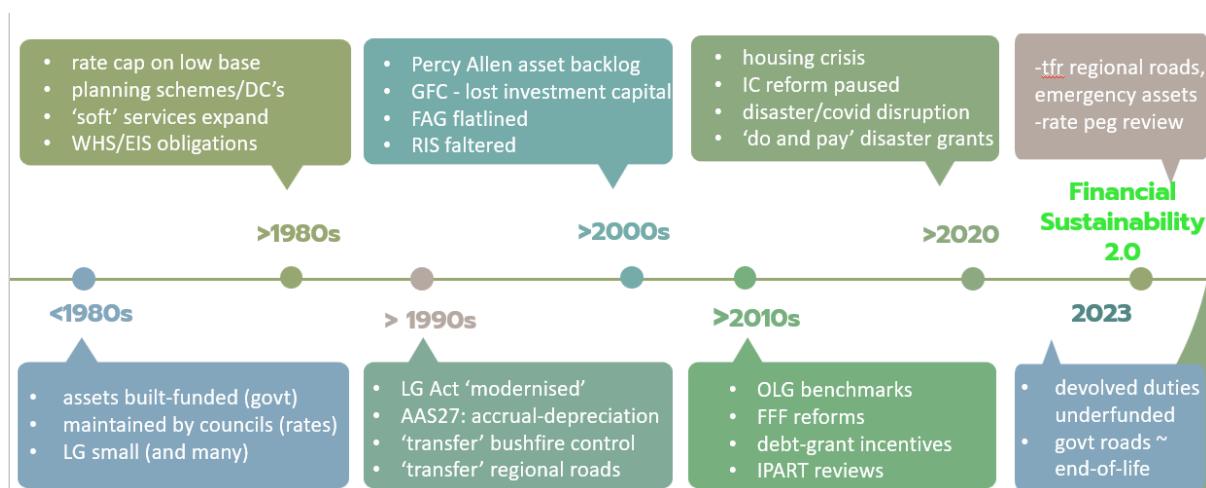 • rate cap on low base
• planning schemes/DC's
• 'soft' services expand
• WHS/EIS obligations
• Percy Allen asset backlog
• GFC - lost investment capital
• FAG flatlined
• RIS faltered
• housing crisis
• IC reform paused
• disaster/covid disruption
• 'do and pay' disaster grants
-tfr regional roads,
emergency assets
-rate peg review
>1980s
>2000s
>2020
Financial
Sustainability
2.0
<1980s
> 1990s
>2010s
2023
• assets built-funded (govt)
• maintained by councils (rates)
• LG small (and many)
• LG Act 'modernised'
• AAS27: accrual-depreciation
• 'transfer' bushfire control
• 'transfer' regional roads
• OLG benchmarks
• FFF reforms
• debt-grant incentives
• IPART reviews
• devolved duties
underfunded
• govt roads ~
end-of-life